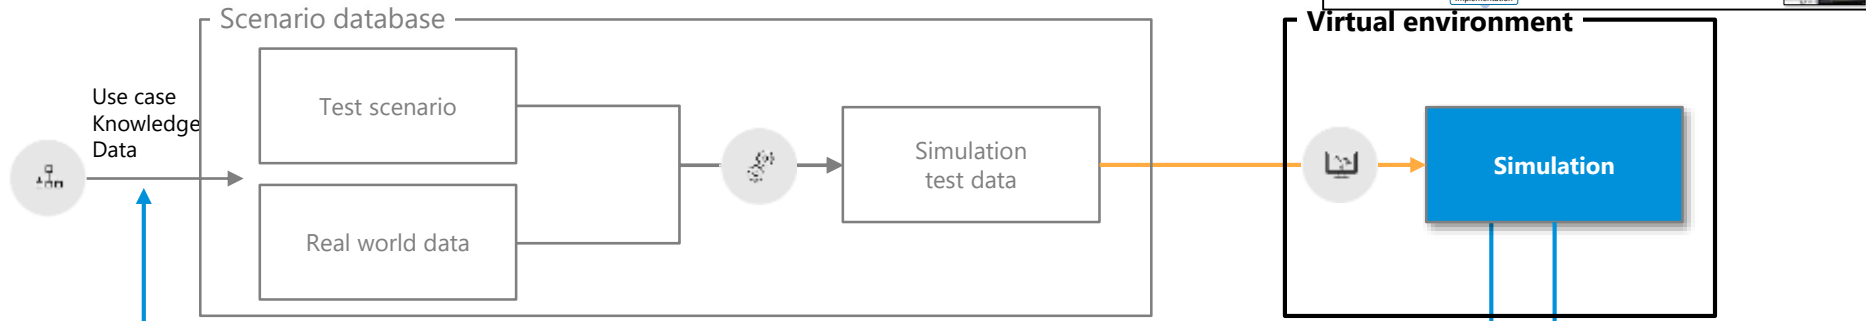 Scenario database
Virtual environment
Use case
Knowledge
Data
Test scenario
Real world data
Simulation
test data
Simulation